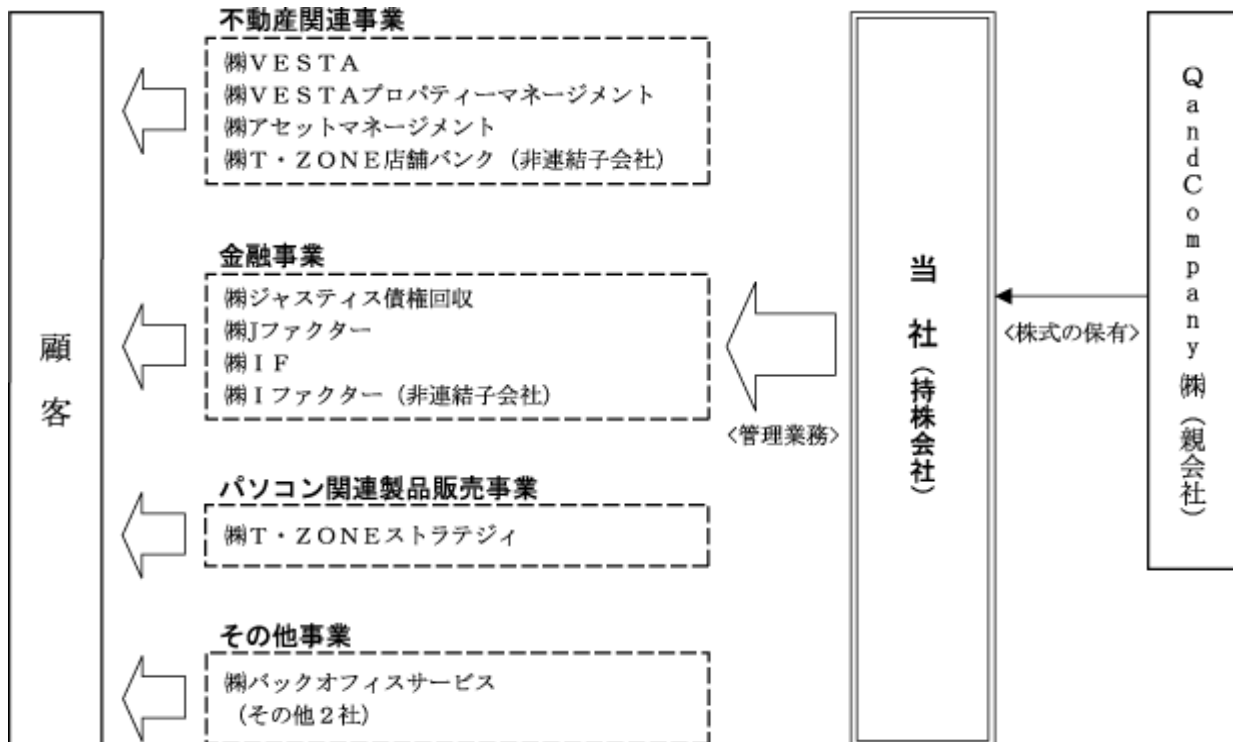 不動産関連事業
㈱ＶＥＳＴＡ
㈱ＶＥＳＴＡプロパティーマネージメント
㈱アセットマネージメント
㈱Ｔ・ＺＯＮＥ店舗バンク（非連結子会社）
金融事業
㈱ジャスティス債権回収
㈱Jファクター
㈱ＩＦ
㈱Ｉファクター（非連結子会社）
パソコン関連製品販売事業
㈱Ｔ・ＺＯＮＥストラテジィ
その他事業
㈱バックオフィスサービス
（その他２社）
顧客
<管理業務>
当社（持株会社）
<株式の保有>
ＱａｎｄＣｏｍｐａｎｙ㈱（親会社）